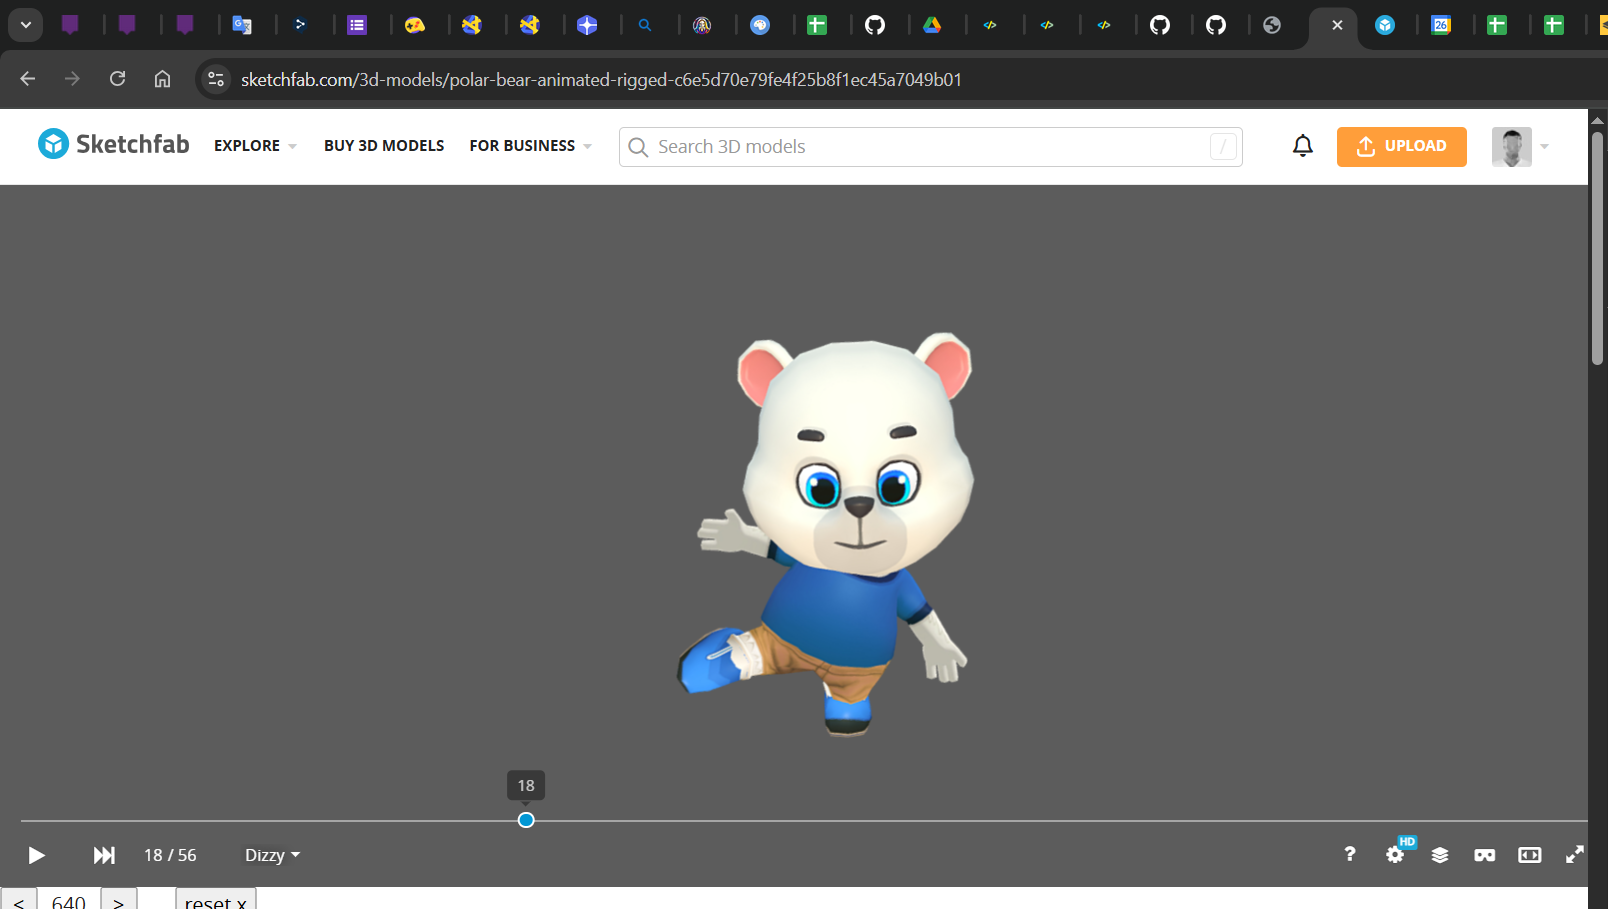 sketchfab.com/3d-models/polar-bear-animated-rigged-c6e5d70e79fe4f25b8f1ec45a7049b01
Sketchfab EXPLORE BUY 3D MODELS FOR BUSINESS Search 3D models / UPLOAD
18
18 / 56 Dizzy ? HD
< 640 > reset x
26